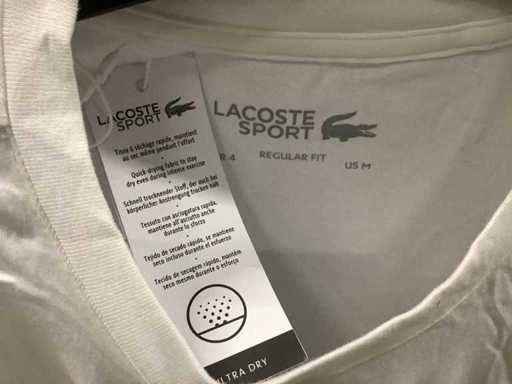 LACOSTE
SPORT
Tissu à séchage rapide, maintient
au sec même pendant l'effort
Quick-drying fabric to stay
dry even during intense exercise
Schnell trocknender Stoff, der auch bei
körperlicher Anstrengung trocken hält
Tessuto con asciugatura rapida,
mantiene all'asciutto anche
durante lo sforzo
Tejido de secado rápido, se mantiene
seco incluso durante el esfuerzo
Tecido de secagem rápido, mantém
seco mesmo durante o esforço
ULTRA DRY
LACOSTE
SPORT
R 4 REGULAR FIT US M